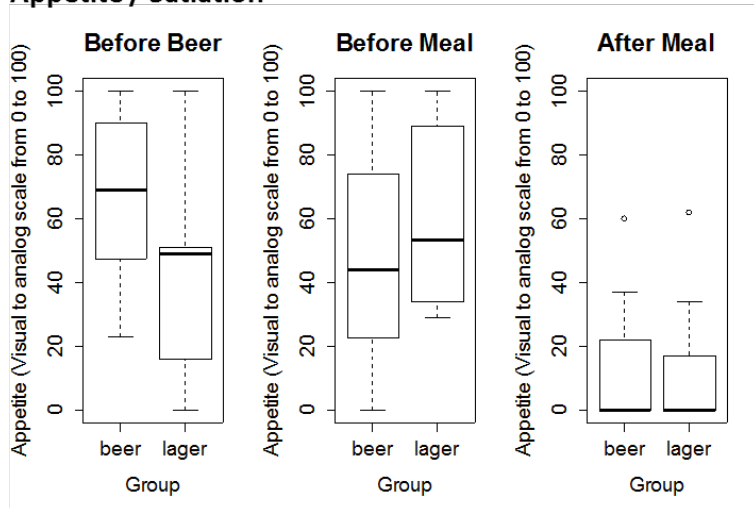 Appetite / Satiation
Before Beer
Appetite (Visual to analog scale from 0 to 100)
0
20
40
60
80
100
beer lager
Group
Before Meal
Appetite (Visual to analog scale from 0 to 100)
0
20
40
60
80
100
beer lager
Group
After Meal
Appetite (Visual to analog scale from 0 to 100)
0
20
40
60
80
100
beer lager
Group